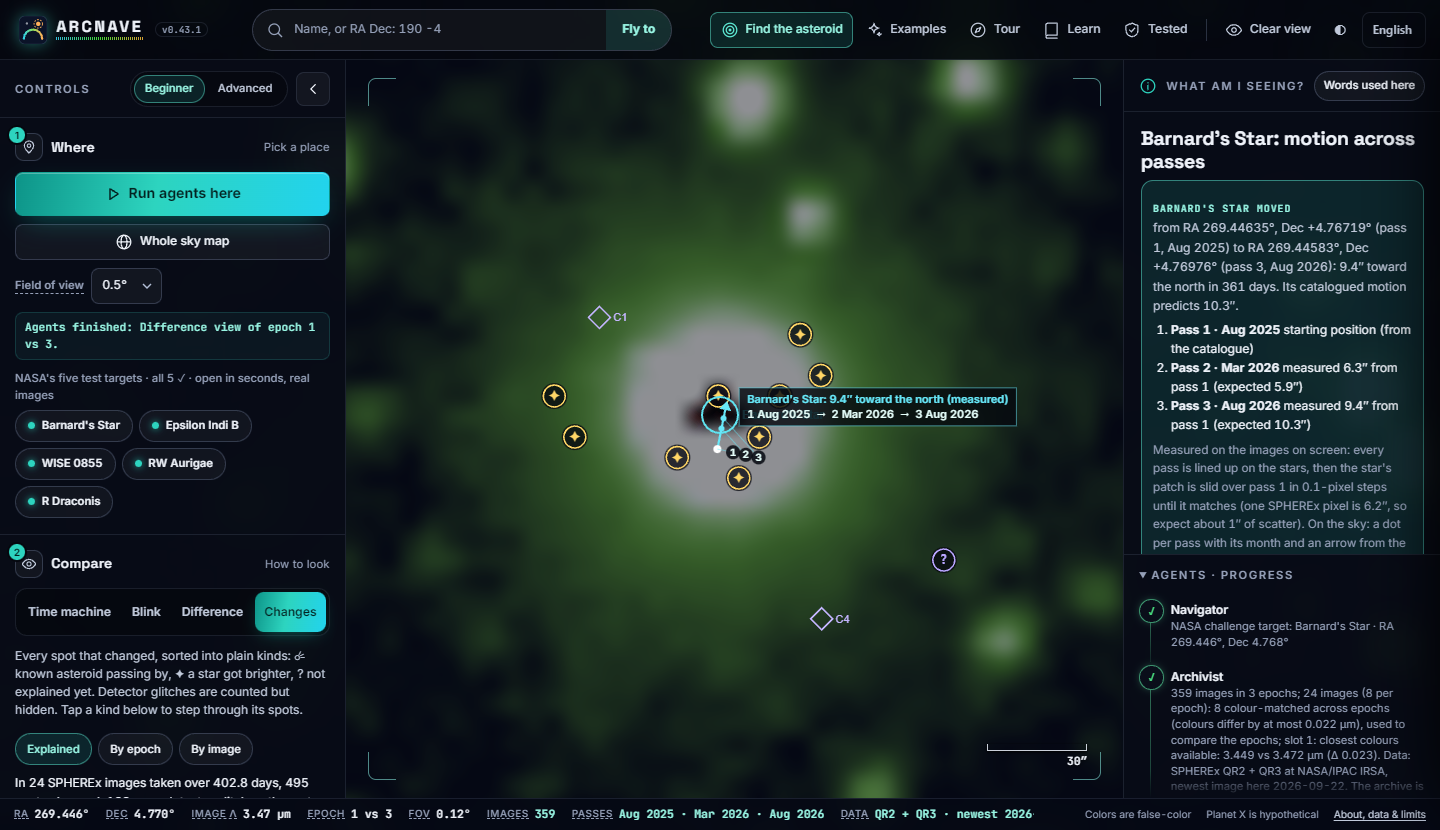 ARCNAVE v0.43.1 Name, or RA Dec: 190 -4 Fly to Find the asteroid Examples Tour Learn Tested Clear view English
CONTROLS Beginner Advanced
1 Where Pick a place
Run agents here
Whole sky map
Field of view 0.5°
Agents finished: Difference view of epoch 1
vs 3.
NASA's five test targets · all 5 ✓ · open in seconds, real
images
Barnard's Star Epsilon Indi B
WISE 0855 RW Aurigae
R Draconis
2 Compare How to look
Time machine Blink Difference Changes
Every spot that changed, sorted into plain kinds: ☄
known asteroid passing by, ✦ a star got brighter, ? not
explained yet. Detector glitches are counted but
hidden. Tap a kind below to step through its spots.
Explained By epoch By image
In 24 SPHEREx images taken over 402.8 days, 495
C1
Barnard's Star: 9.4″ toward the north (measured)
1 Aug 2025 → 2 Mar 2026 → 3 Aug 2026
1 2 3
?
C4
30″
WHAT AM I SEEING? Words used here
Barnard's Star: motion across
passes
BARNARD'S STAR MOVED
from RA 269.44635°, Dec +4.76719° (pass
1, Aug 2025) to RA 269.44583°, Dec
+4.76976° (pass 3, Aug 2026): 9.4″ toward
the north in 361 days. Its catalogued motion
predicts 10.3″.
1. Pass 1 · Aug 2025 starting position (from
the catalogue)
2. Pass 2 · Mar 2026 measured 6.3″ from
pass 1 (expected 5.9″)
3. Pass 3 · Aug 2026 measured 9.4″ from
pass 1 (expected 10.3″)
Measured on the images on screen: every
pass is lined up on the stars, then the star's
patch is slid over pass 1 in 0.1-pixel steps
until it matches (one SPHEREx pixel is 6.2″, so
expect about 1″ of scatter). On the sky: a dot
per pass with its month and an arrow from the
▼ AGENTS · PROGRESS
✓ Navigator
NASA challenge target: Barnard's Star · RA
269.446°, Dec 4.768°
✓ Archivist
359 images in 3 epochs; 24 images (8 per
epoch): 8 colour-matched across epochs
(colours differ by at most 0.022 µm), used to
compare the epochs; slot 1: closest colours
available: 3.449 vs 3.472 µm (Δ 0.023). Data:
SPHEREx QR2 + QR3 at NASA/IPAC IRSA,
newest image here 2026-09-22. The archive is
RA 269.446° DEC 4.770° IMAGE Λ 3.47 µm EPOCH 1 vs 3 FOV 0.12° IMAGES 359 PASSES Aug 2025 · Mar 2026 · Aug 2026 DATA QR2 + QR3 · newest 2026 Colors are false-color Planet X is hypothetical About, data & limits